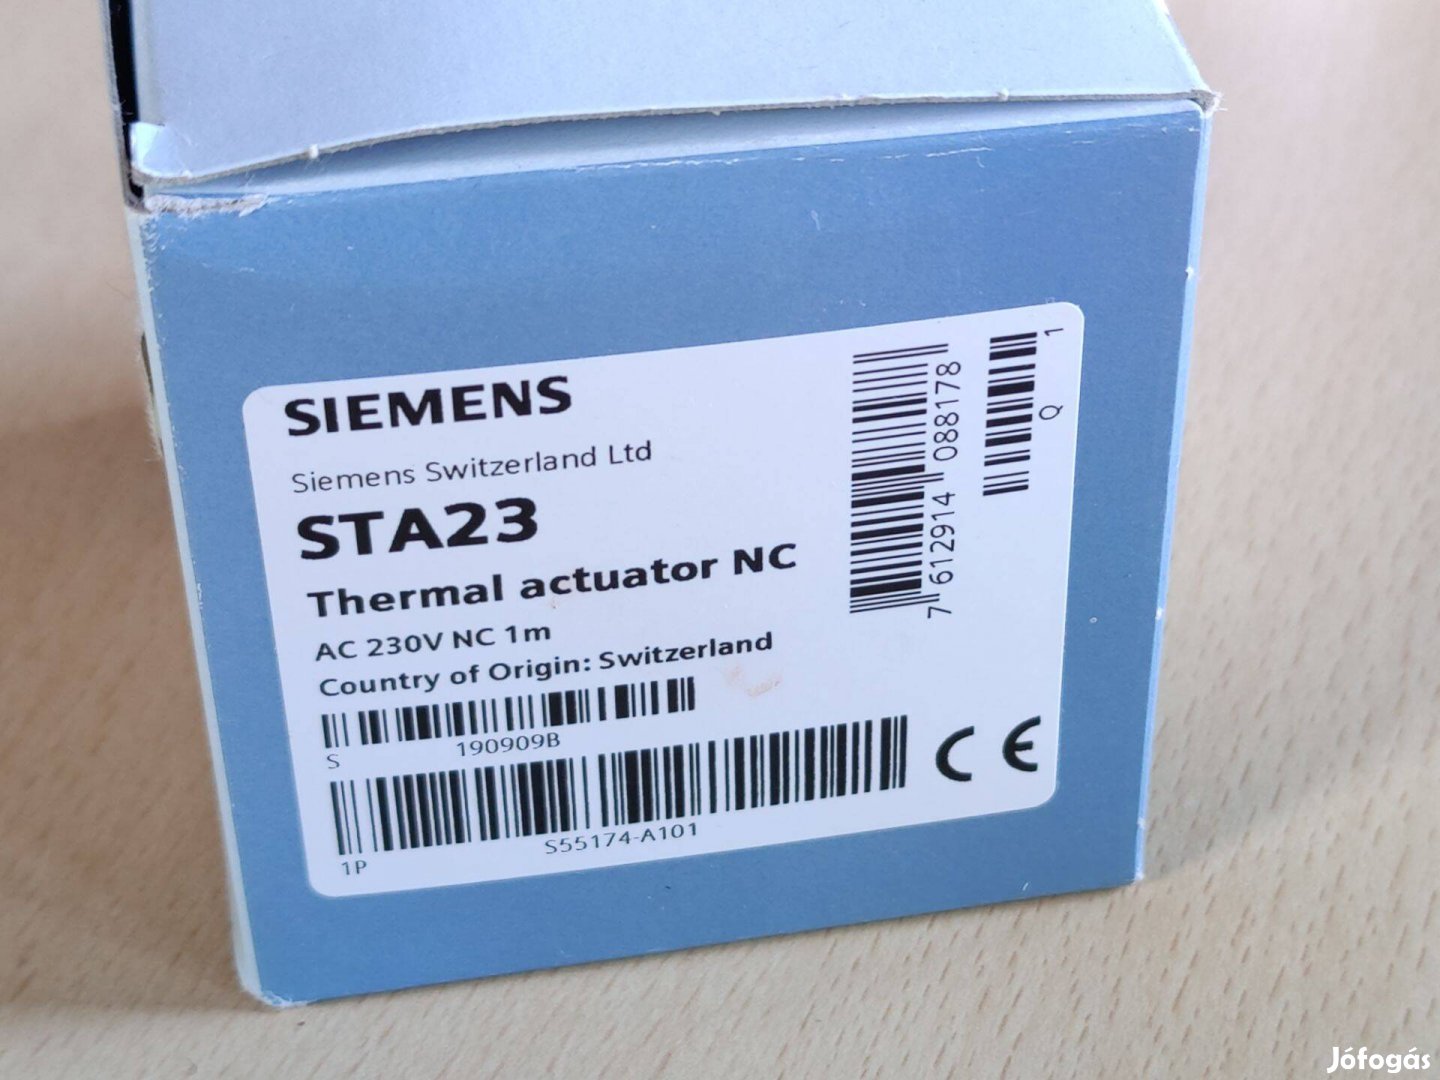 SIEMENS
Siemens Switzerland Ltd
STA23
Thermal actuator NC
AC 230V NC 1m
Country of Origin: Switzerland
S 190909B
1P S55174-A101
7 612914 088178
Q 1
CE
Jófogás